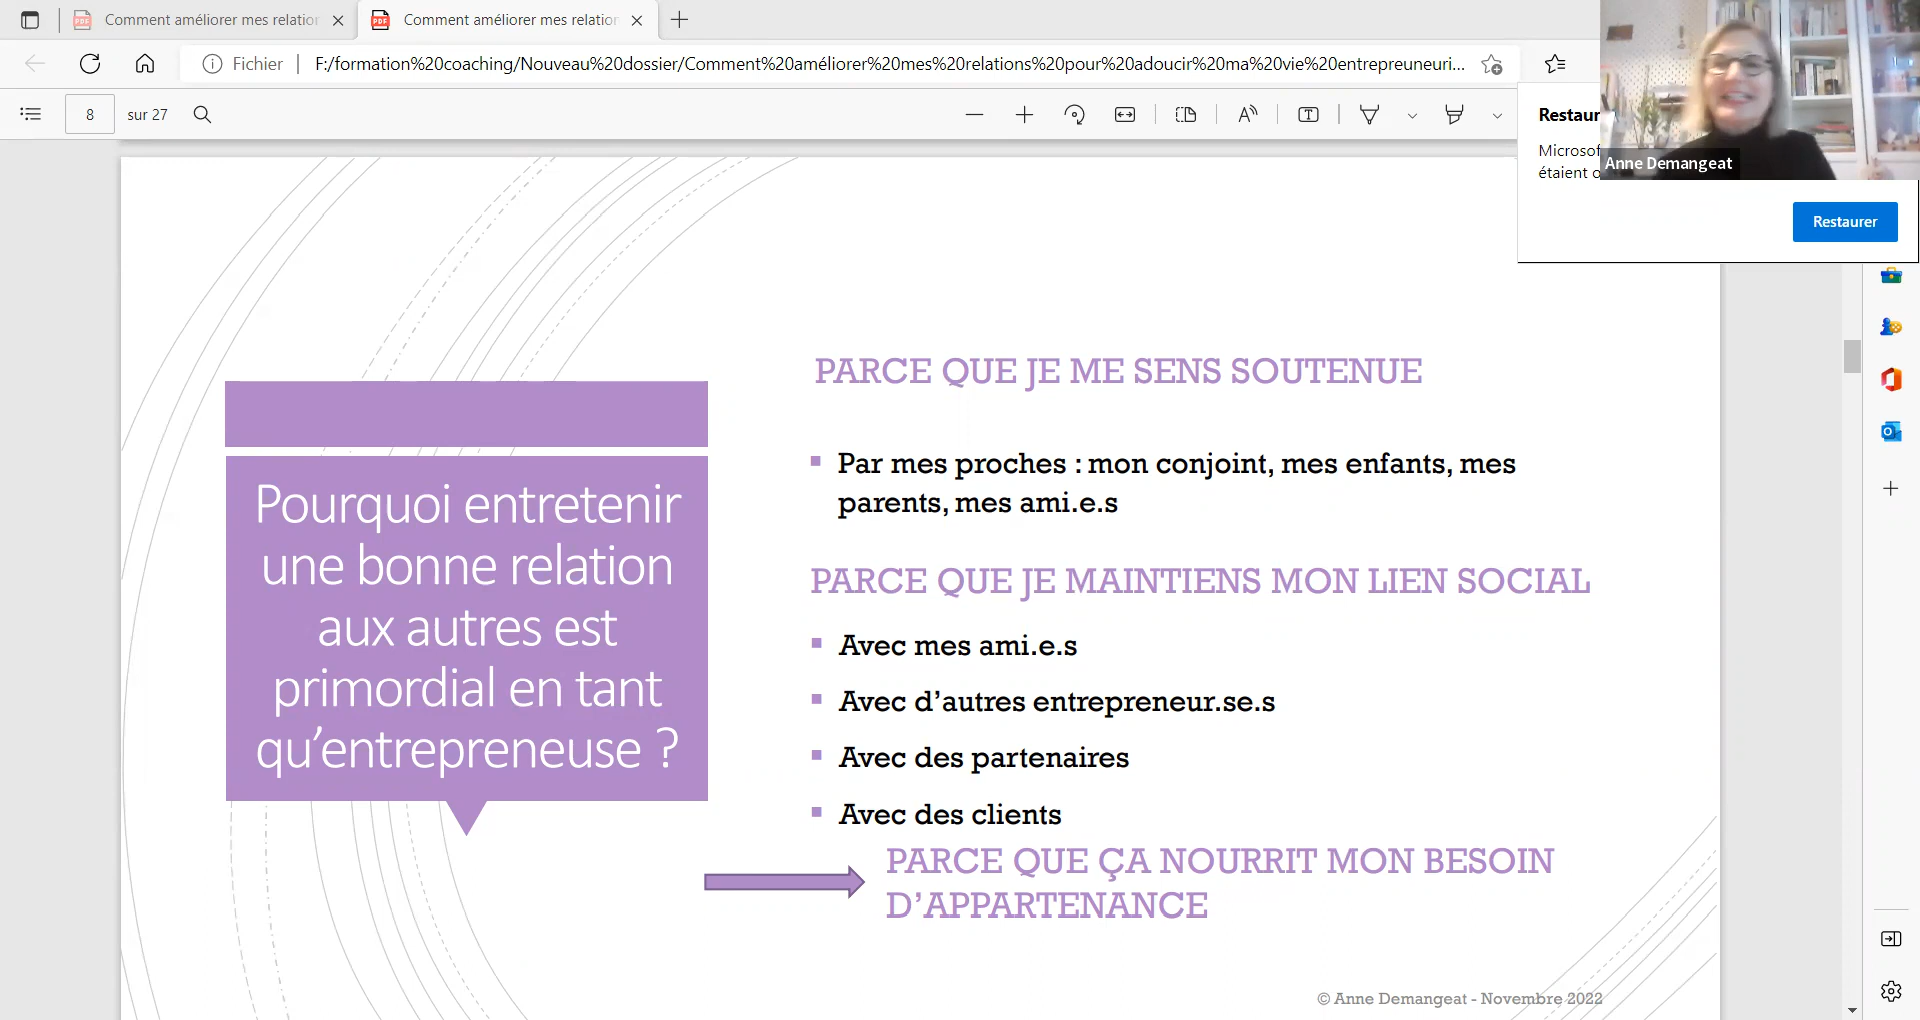 Comment améliorer mes relation
Comment améliorer mes relation
Fichier
F:/formation%20coaching/Nouveau%20dossier/Comment%20améliorer%20mes%20relations%20pour%20adoucir%20ma%20vie%20entrepreuneuri...
8 sur 27
Restaur
Microsof
étaient o
Anne Demangeat
Restaurer
Pourquoi entretenir
une bonne relation
aux autres est
primordial en tant
qu’entrepreneuse ?
PARCE QUE JE ME SENS SOUTENUE
Par mes proches : mon conjoint, mes enfants, mes
parents, mes ami.e.s
PARCE QUE JE MAINTIENS MON LIEN SOCIAL
Avec mes ami.e.s
Avec d’autres entrepreneur.se.s
Avec des partenaires
Avec des clients
PARCE QUE ÇA NOURRIT MON BESOIN
D’APPARTENANCE
© Anne Demangeat - Novembre 2022